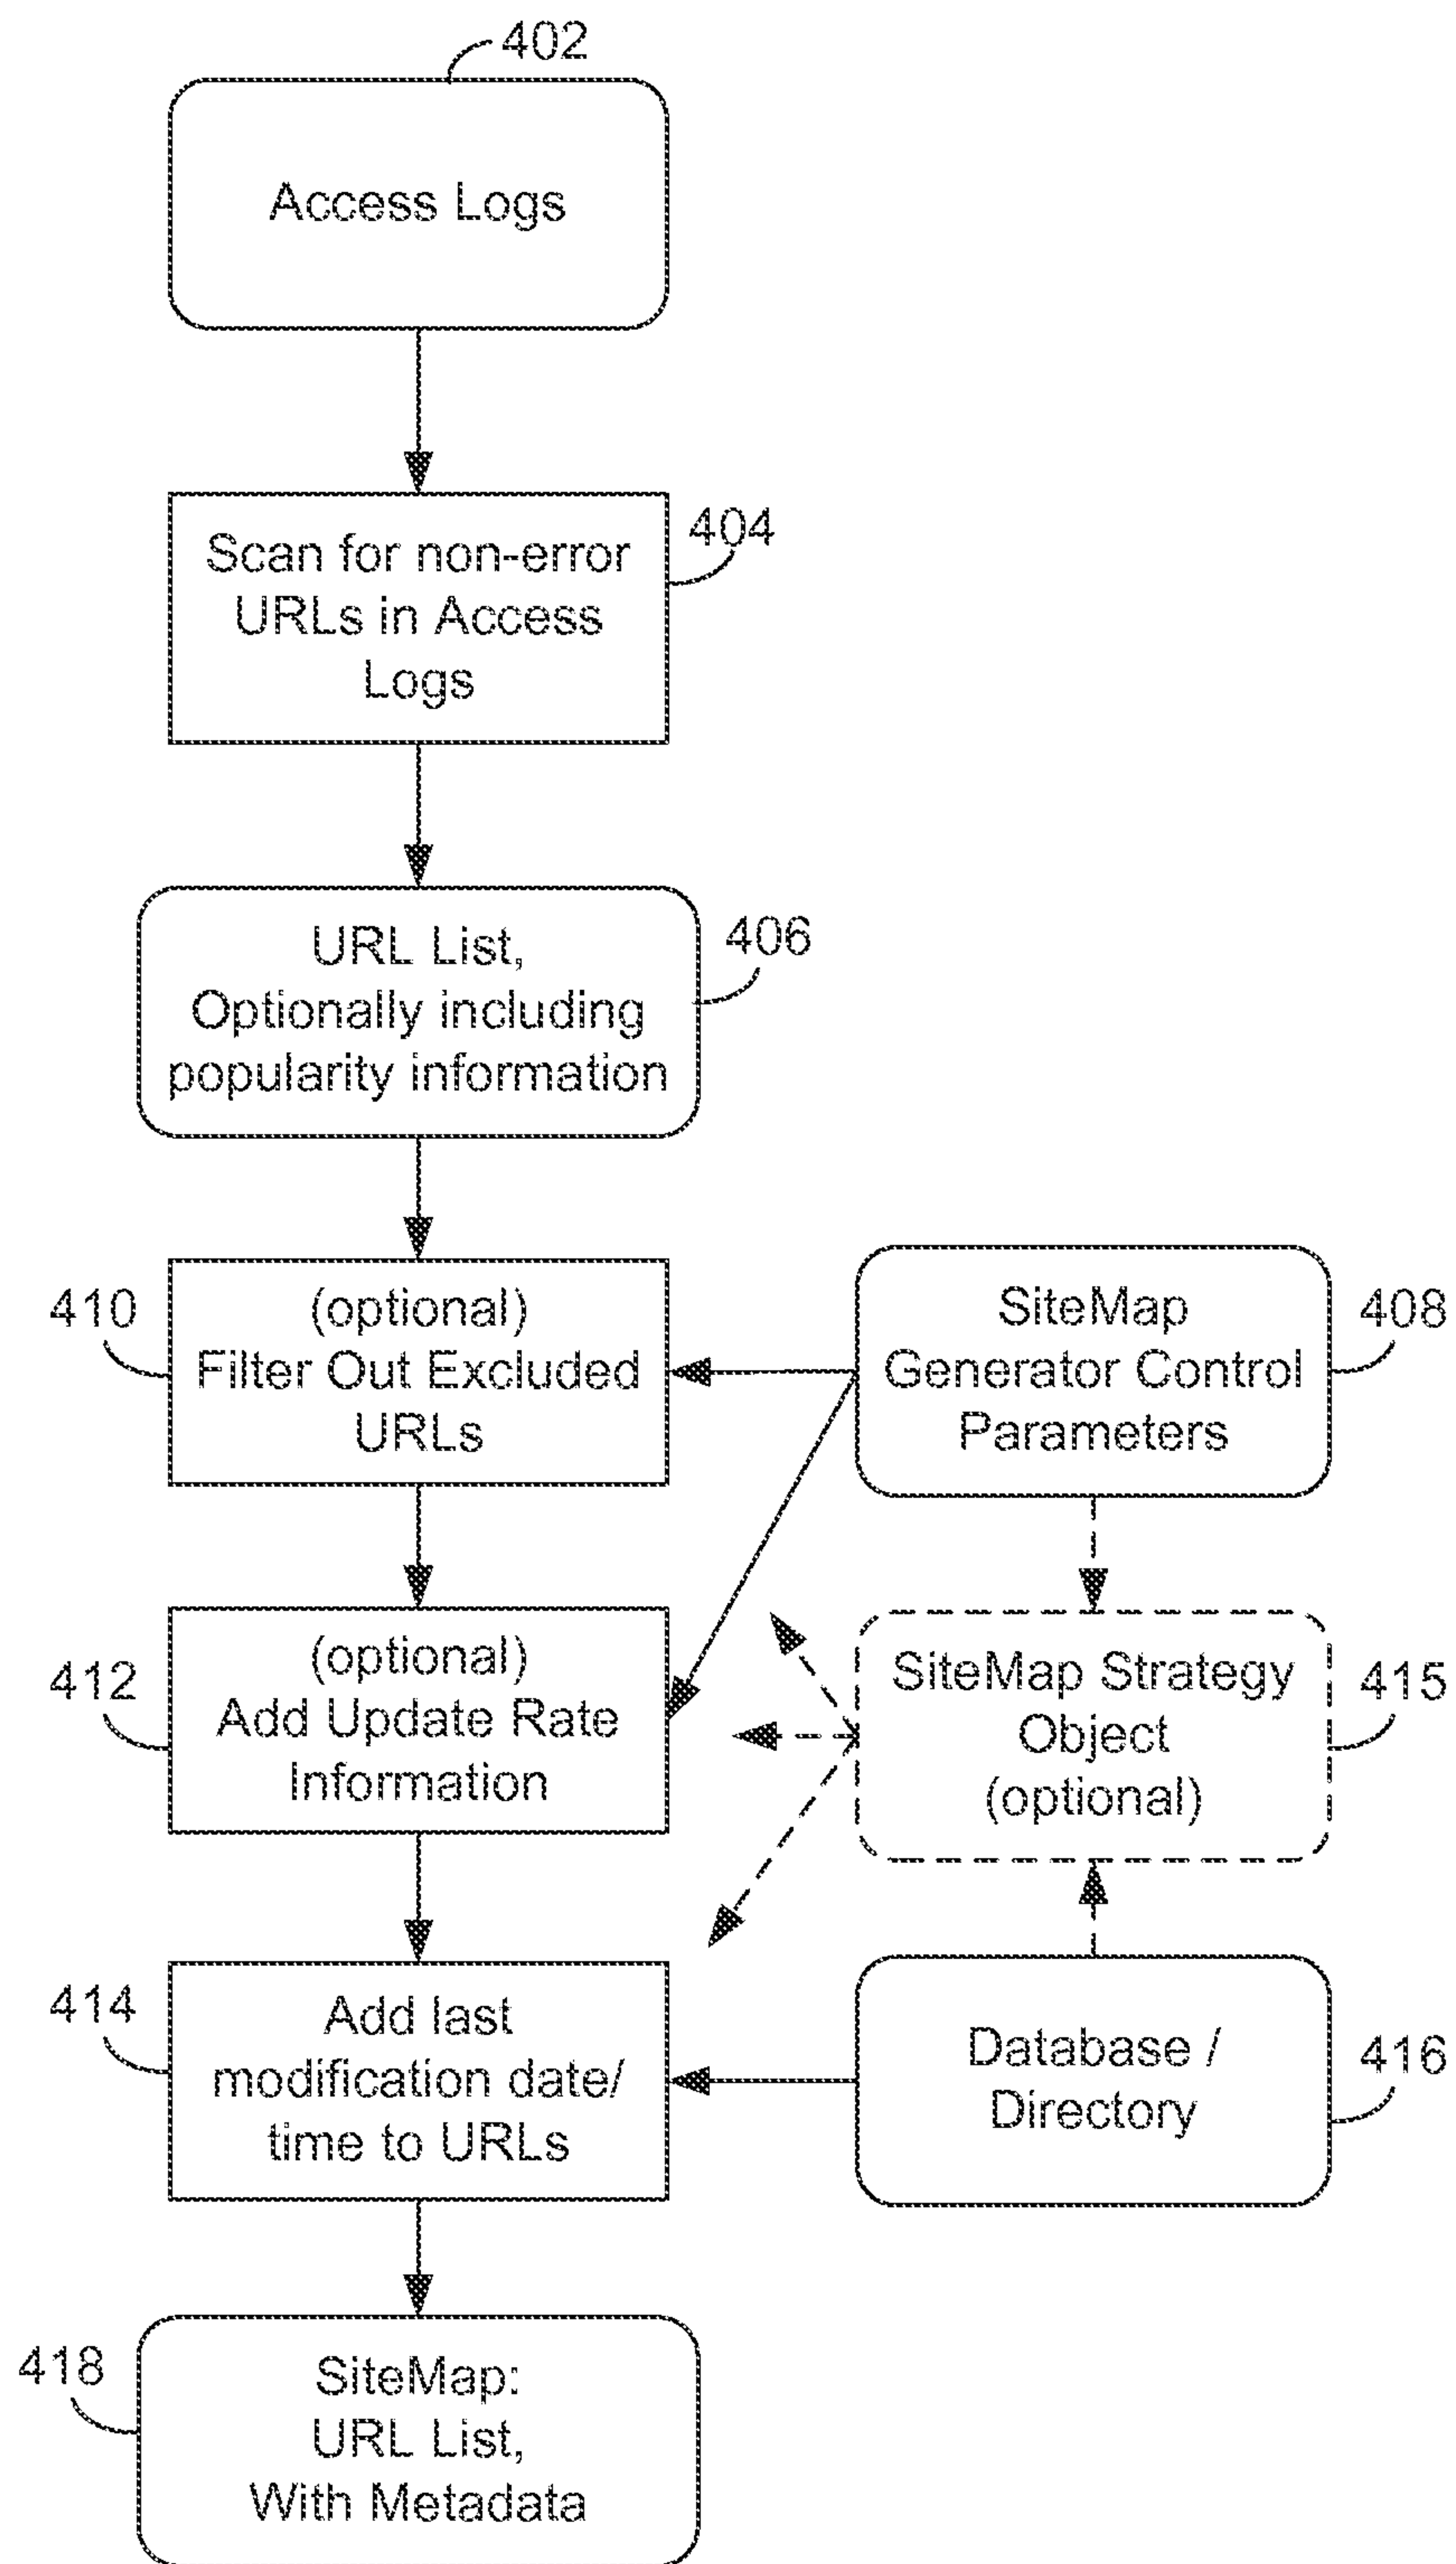 402
Access Logs
Scan for non-error
URLs in Access
Logs
404
URL List,
Optionally including
popularity information
406
410
(optional)
Filter Out Excluded
URLs
SiteMap
Generator Control
Parameters
408
412
(optional)
Add Update Rate
Information
SiteMap Strategy
Object
(optional)
415
414
Add last
modification date/
time to URLs
Database /
Directory
416
418
SiteMap:
URL List,
With Metadada